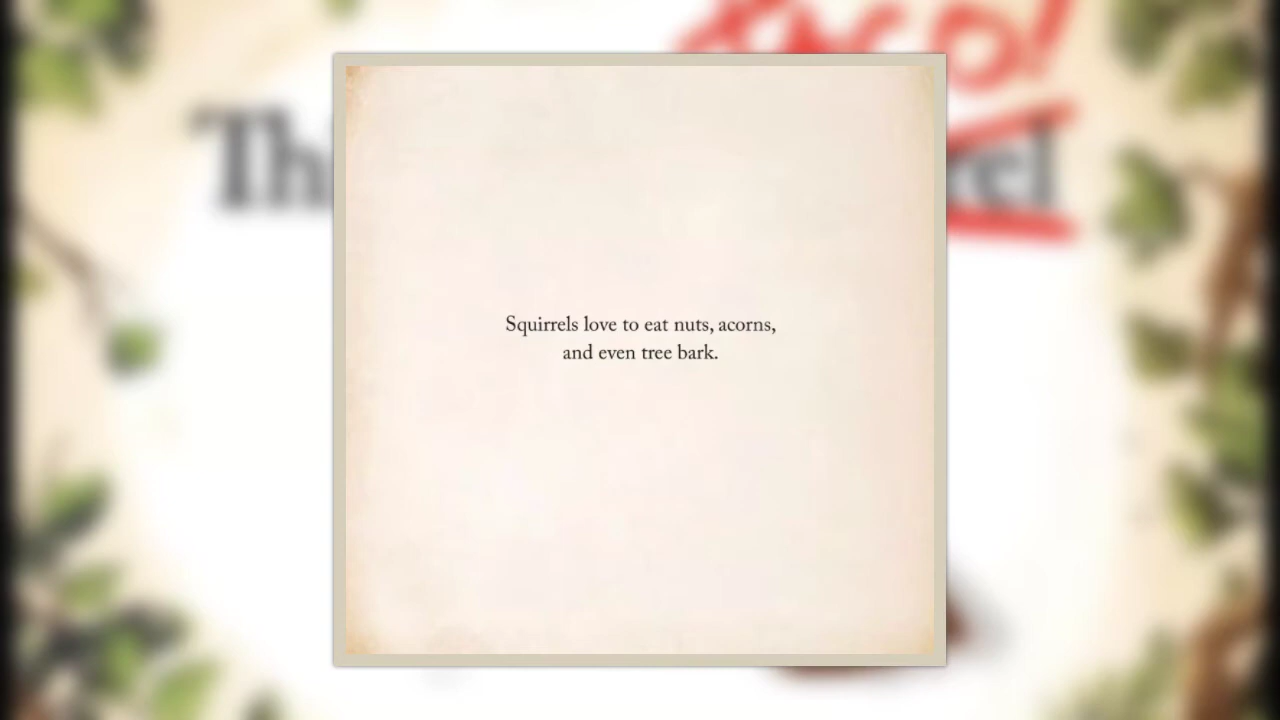 Squirrels love to eat nuts, acorns,
and even tree bark.